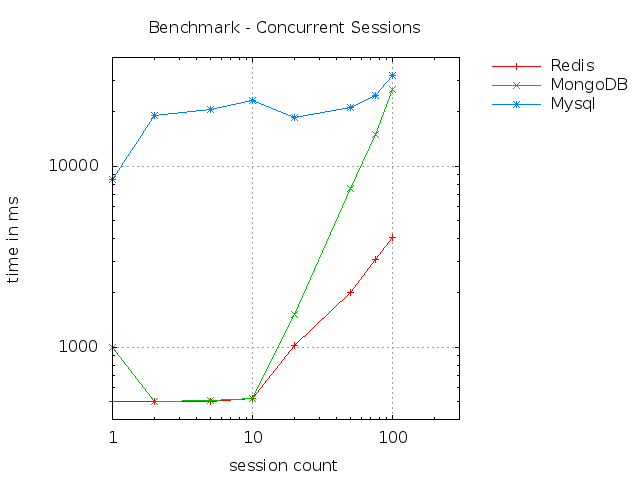 Benchmark - Concurrent Sessions
Redis
MongoDB
Mysql
10000
1000
time in ms
1 10 100
session count